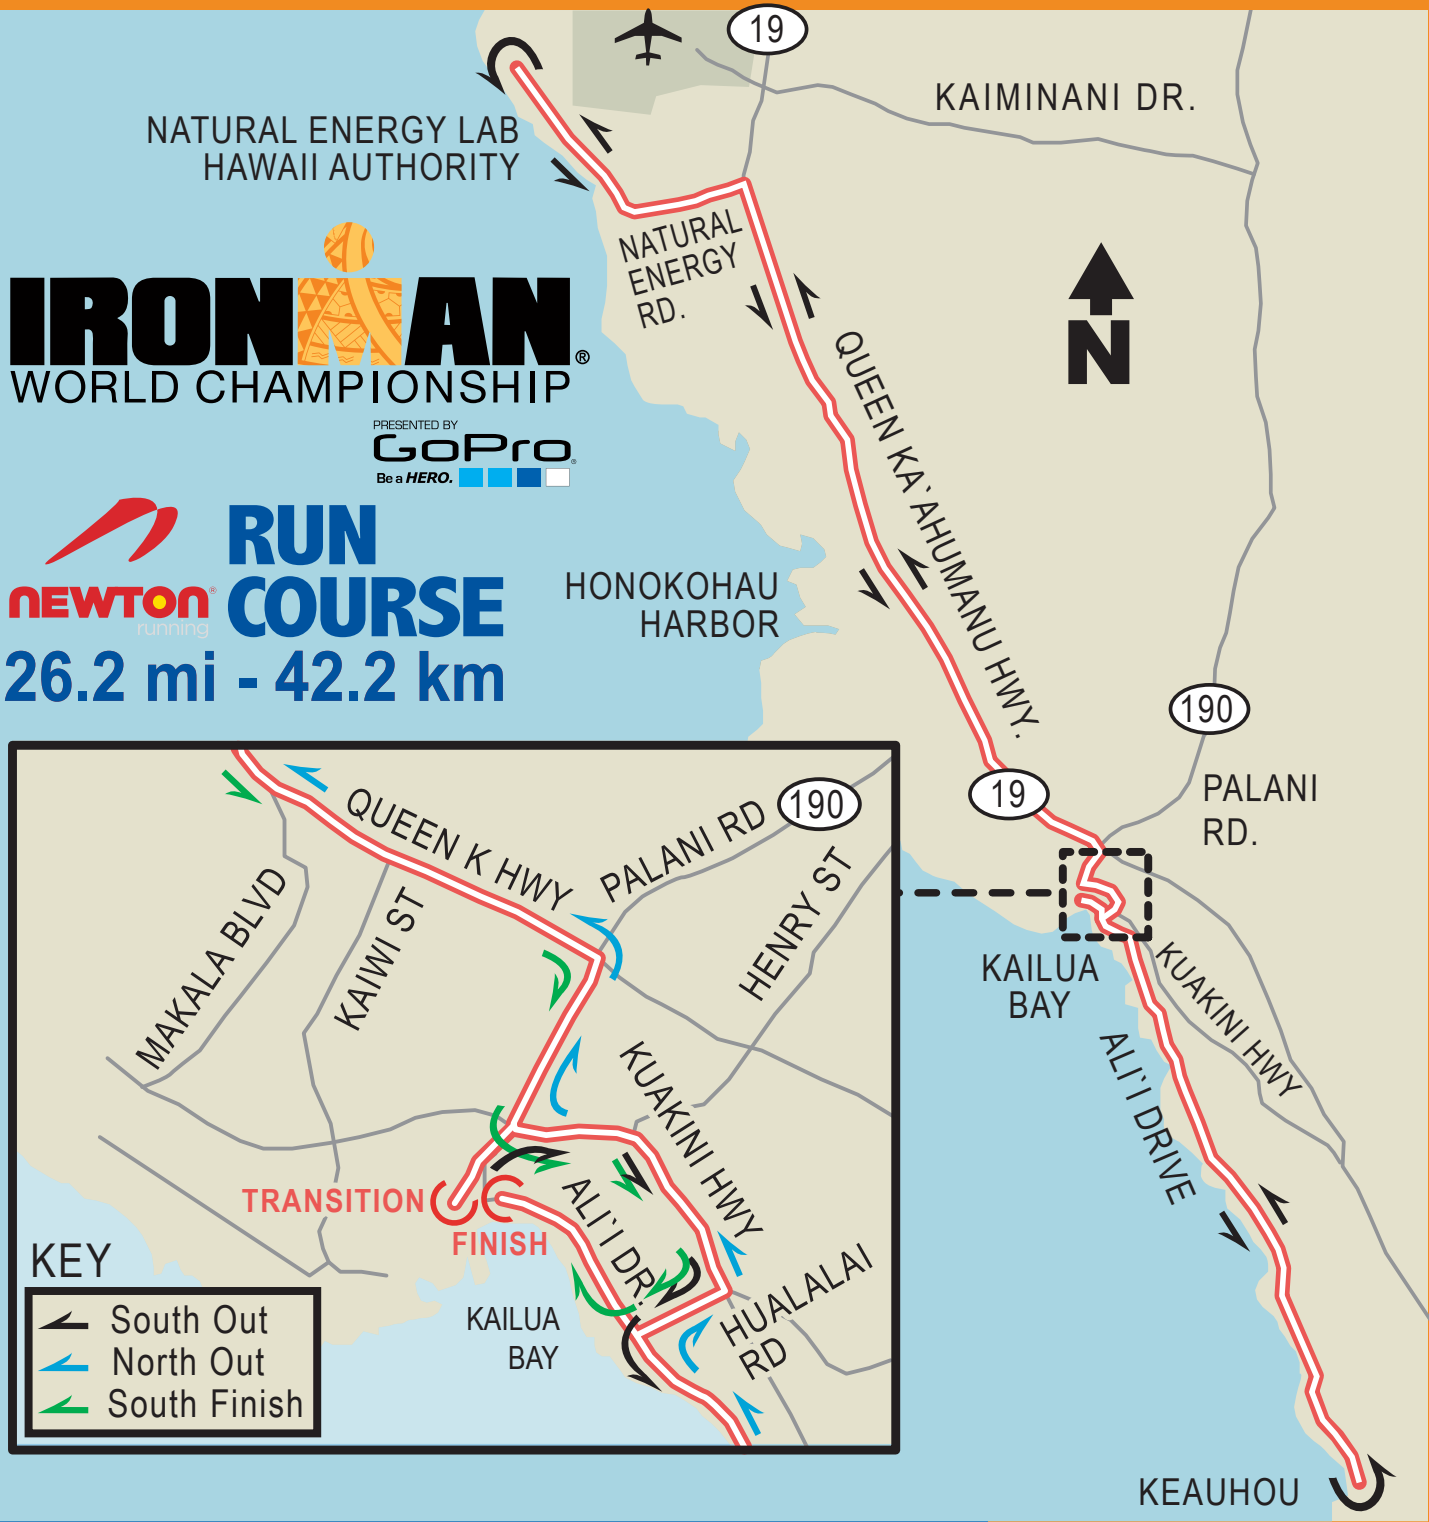 19
KAIMINANI DR.
NATURAL ENERGY LAB
HAWAII AUTHORITY
NATURAL
ENERGY
RD.
IRONMAN®
WORLD CHAMPIONSHIP
PRESENTED BY
GoPro®
Be a HERO.
N
QUEEN KA`AHUMANU HWY.
NEWTON®
running
RUN
COURSE
26.2 mi - 42.2 km
HONOKOHAU
HARBOR
190
PALANI
RD.
19
KAILUA
BAY
KUAKINI HWY
ALI`I DRIVE
KEAUHOU
QUEEN K HWY
PALANI RD
190
HENRY ST
MAKALA BLVD
KAIWI ST
KUAKINI HWY
TRANSITION
FINISH
ALI`I DR.
HUALALAI
RD
KAILUA
BAY
KEY
South Out
North Out
South Finish